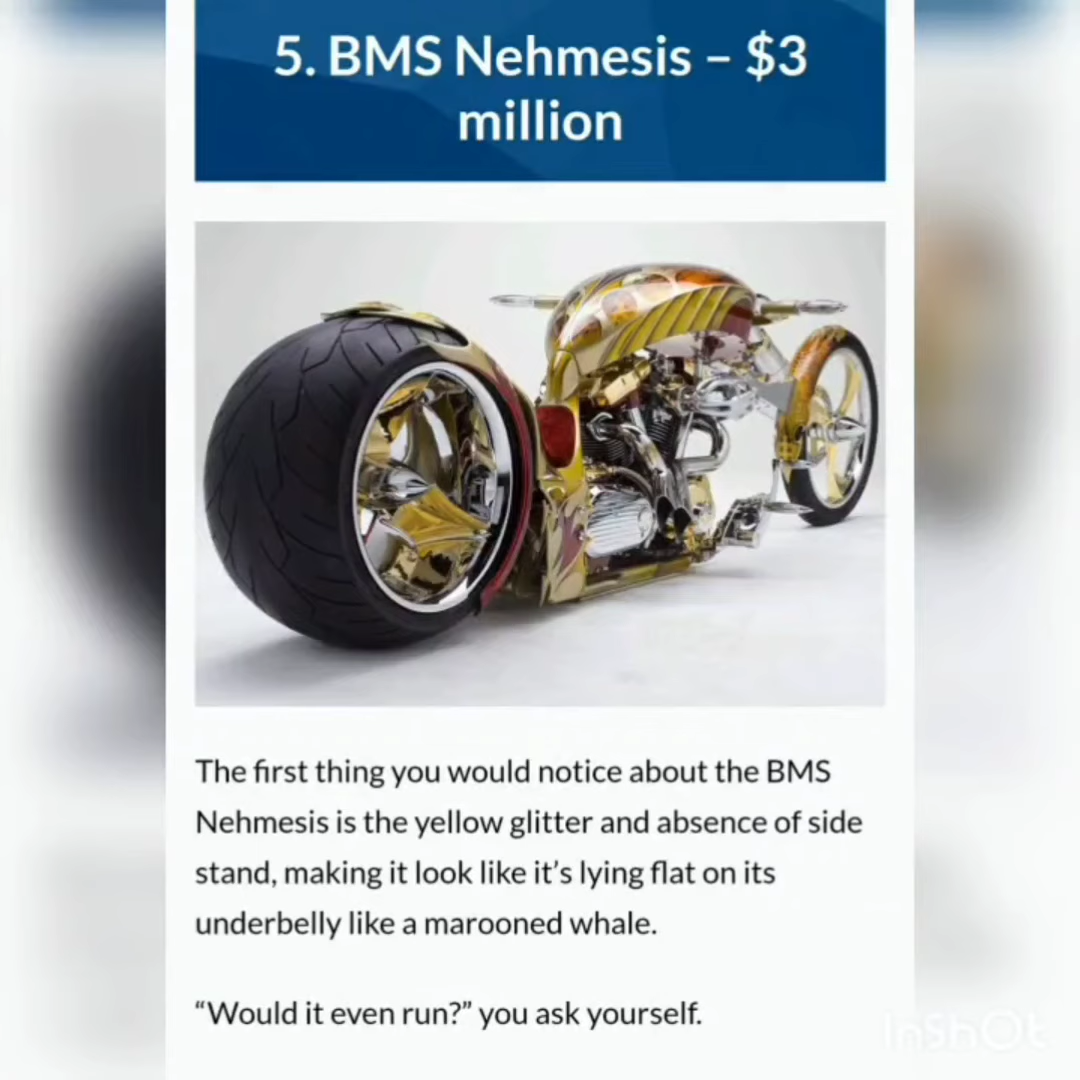 5. BMS Nehmesis – $3
million
The first thing you would notice about the BMS
Nehmesis is the yellow glitter and absence of side
stand, making it look like it’s lying flat on its
underbelly like a marooned whale.
“Would it even run?” you ask yourself.
InShOt